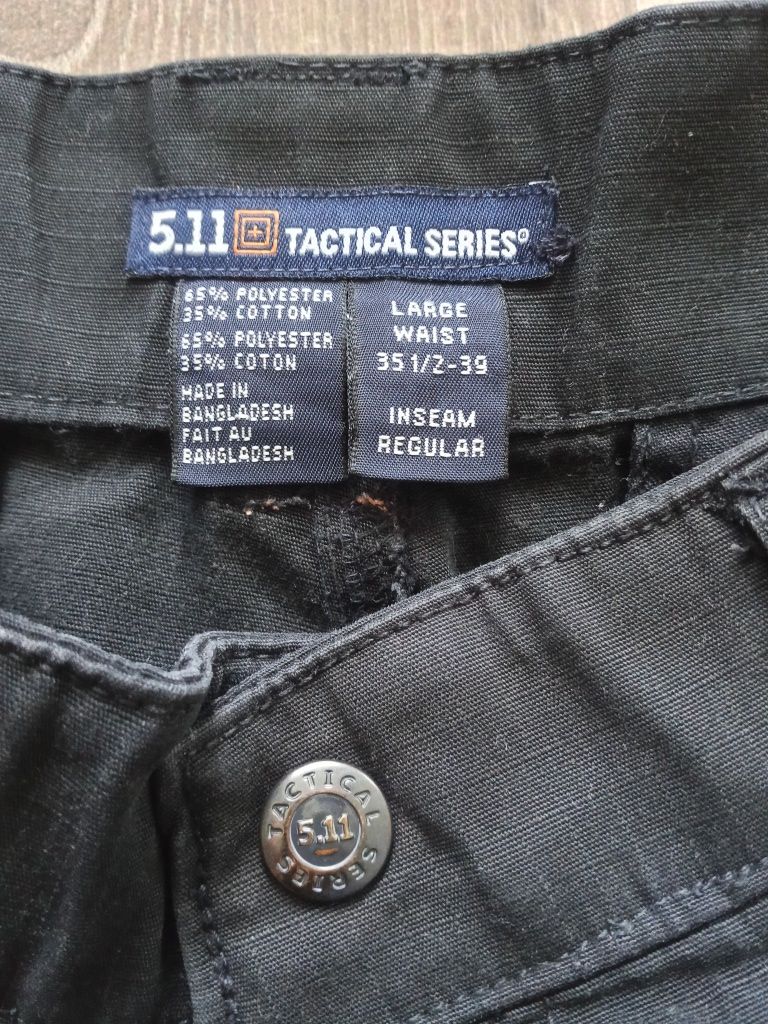 5.11 TACTICAL SERIES®
65% POLYESTER
35% COTTON
65% POLYESTER
35% COTON
MADE IN
BANGLADESH
FAIT AU
BANGLADESH
LARGE
WAIST
35 1/2-39
INSEAM
REGULAR
TACTICAL
5.11
SERIES